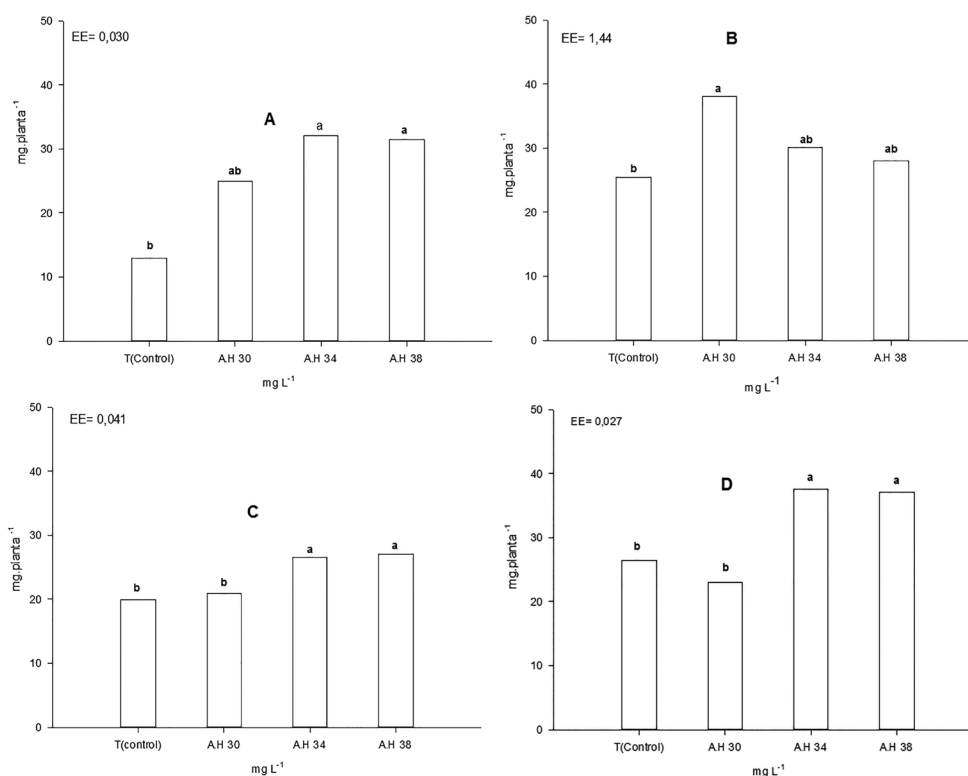 EE= 0,030
A
50
40
30
20
10
0
mg.planta⁻¹
b
ab
a
a
T(Control)
A.H 30
A.H 34
A.H 38
mg L⁻¹
EE= 1,44
B
50
40
30
20
10
0
mg.planta⁻¹
b
a
ab
ab
T(Control)
A.H 30
A.H 34
A.H 38
mg L⁻¹
EE= 0,041
C
50
40
30
20
10
0
mg.planta⁻¹
b
b
a
a
T(control)
A.H 30
A.H 34
A.H 38
mg L⁻¹
EE= 0,027
D
50
40
30
20
10
0
mg.planta⁻¹
b
b
a
a
T(Control)
A.H 30
A.H 34
A.H 38
mg L⁻¹